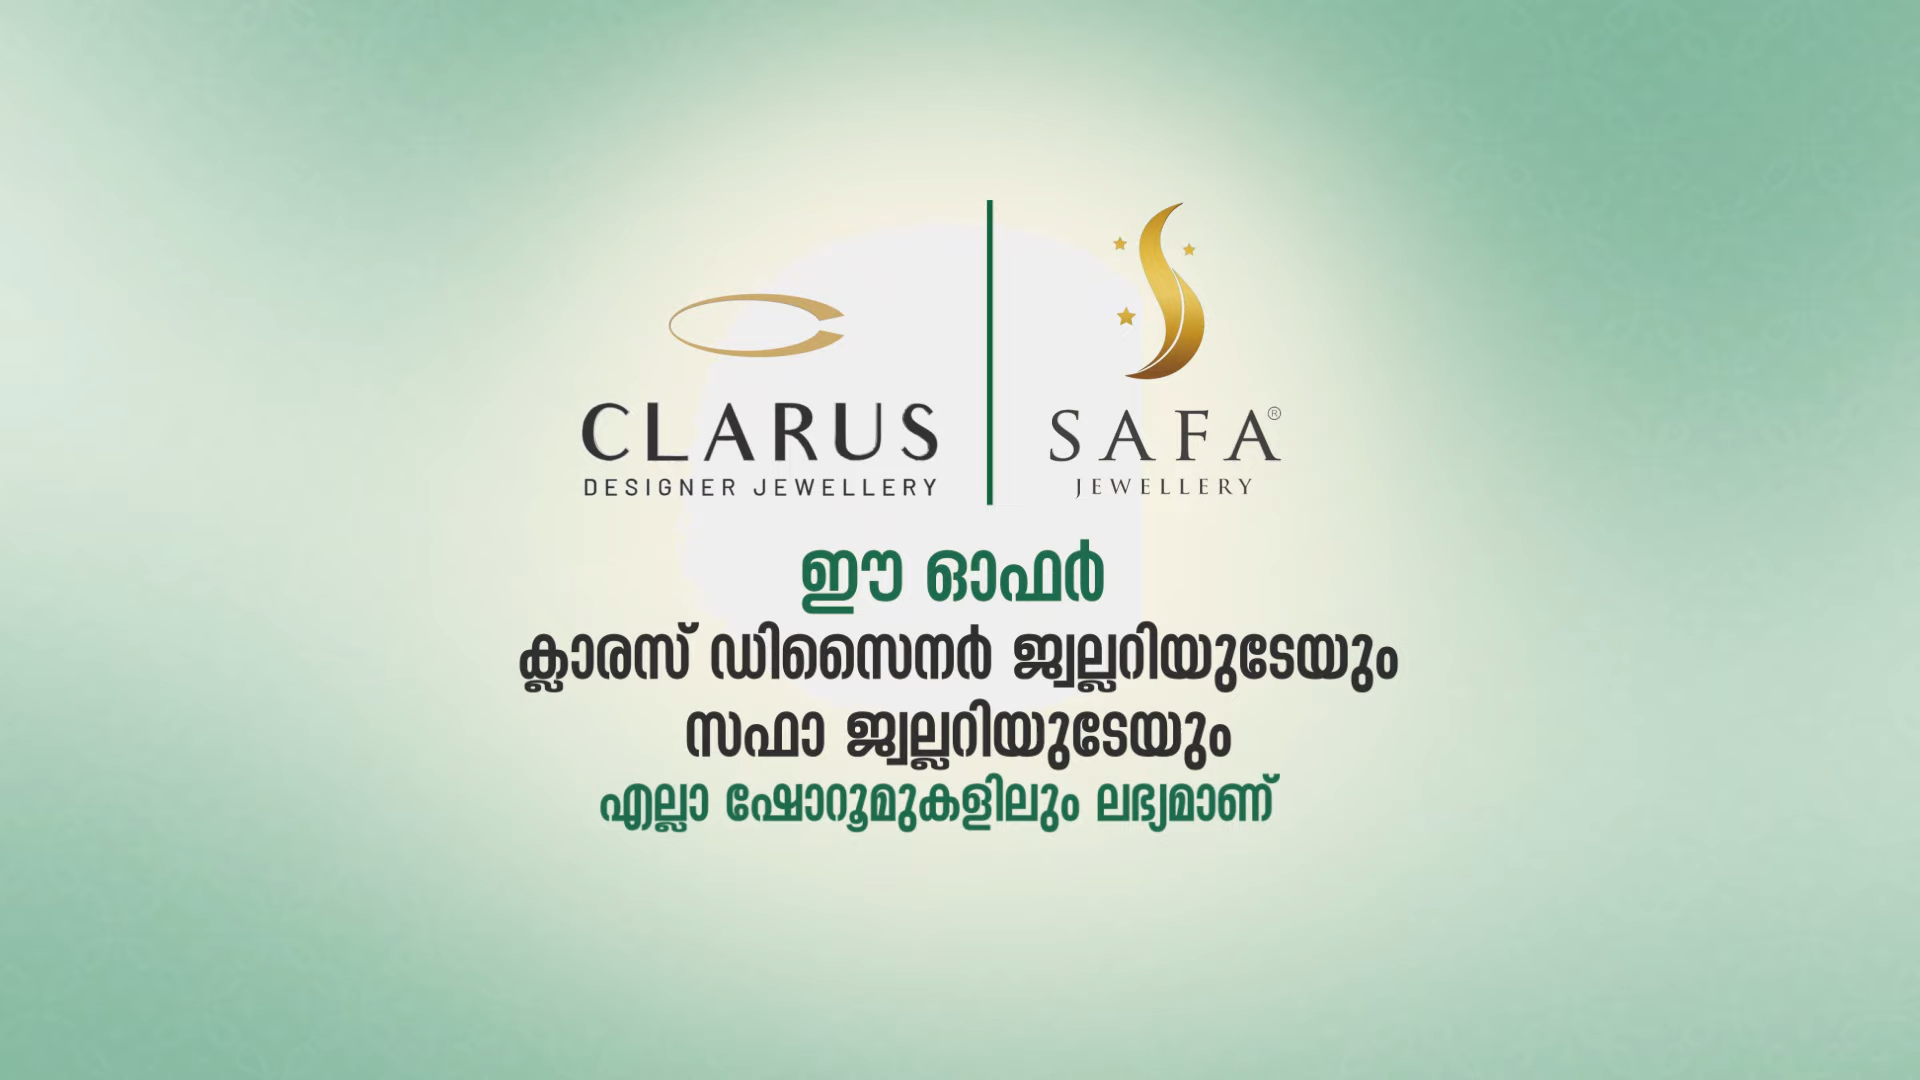 CLARUS
DESIGNER JEWELLERY
SAFA®
JEWELLERY
ഈ ഓഫർ
ക്ലാരസ് ഡിസൈനർ ജ്വല്ലറിയുടേയും
സഫാ ജ്വല്ലറിയുടേയും
എല്ലാ ഷോറൂമുകളിലും ലഭ്യമാണ്